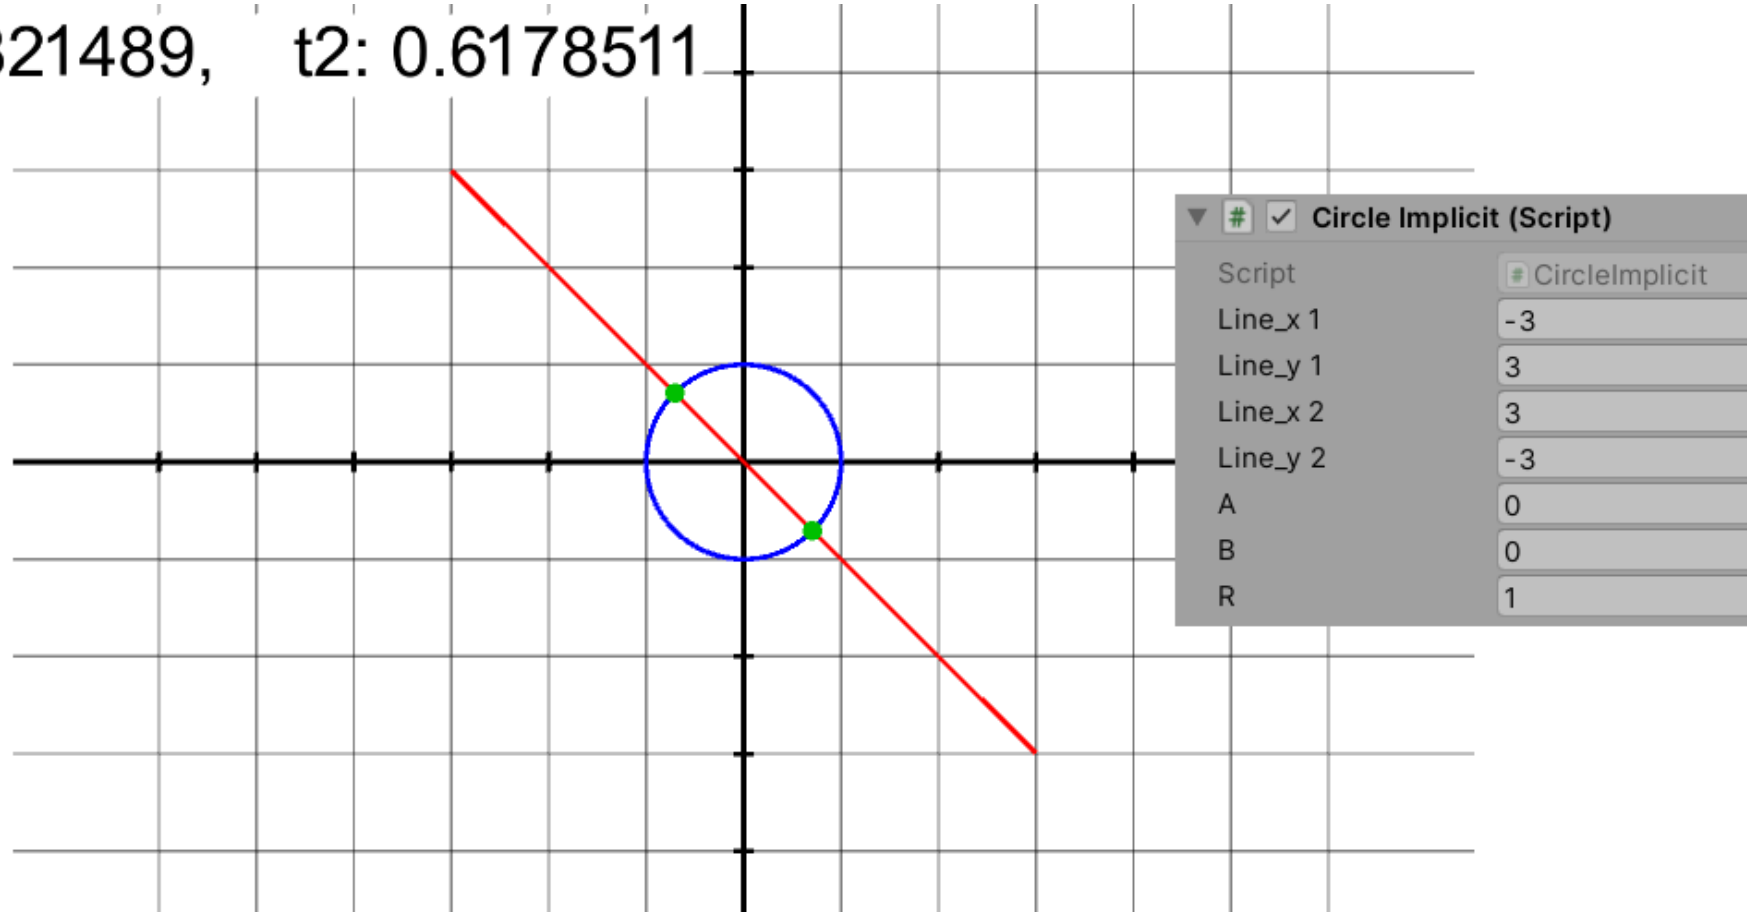 321489, t2: 0.6178511
Circle Implicit (Script)
Script CircleImplicit
Line_x 1 -3
Line_y 1 3
Line_x 2 3
Line_y 2 -3
A 0
B 0
R 1